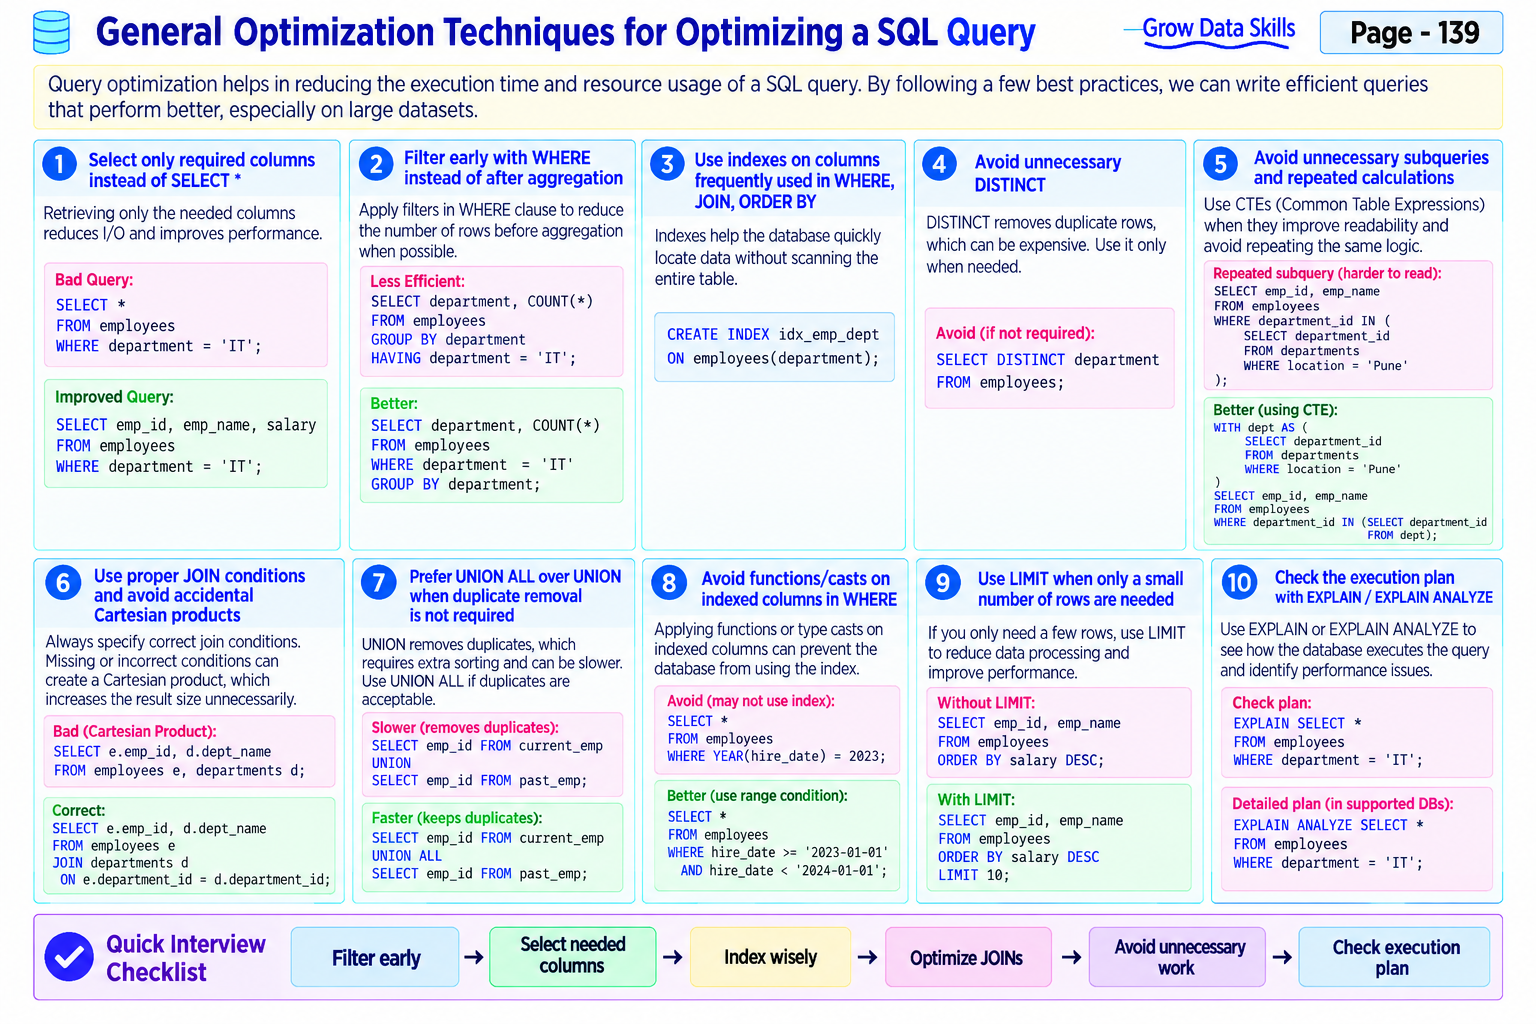 General Optimization Techniques for Optimizing a SQL Query
Grow Data Skills
Page - 139
Query optimization helps in reducing the execution time and resource usage of a SQL query. By following a few best practices, we can write efficient queries
that perform better, especially on large datasets.
1
Select only required columns
instead of SELECT *
Retrieving only the needed columns
reduces I/O and improves performance.
Bad Query:
SELECT *
FROM employees
WHERE department = 'IT';
Improved Query:
SELECT emp_id, emp_name, salary
FROM employees
WHERE department = 'IT';
2
Filter early with WHERE
instead of after aggregation
Apply filters in WHERE clause to reduce
the number of rows before aggregation
when possible.
Less Efficient:
SELECT department, COUNT(*)
FROM employees
GROUP BY department
HAVING department = 'IT';
Better:
SELECT department, COUNT(*)
FROM employees
WHERE department = 'IT'
GROUP BY department;
3
Use indexes on columns
frequently used in WHERE,
JOIN, ORDER BY
Indexes help the database quickly
locate data without scanning the
entire table.
CREATE INDEX idx_emp_dept
ON employees(department);
4
Avoid unnecessary
DISTINCT
DISTINCT removes duplicate rows,
which can be expensive. Use it only
when needed.
Avoid (if not required):
SELECT DISTINCT department
FROM employees;
5
Avoid unnecessary subqueries
and repeated calculations
Use CTEs (Common Table Expressions)
when they improve readability and
avoid repeating the same logic.
Repeated subquery (harder to read):
SELECT emp_id, emp_name
FROM employees
WHERE department_id IN (
SELECT department_id
FROM departments
WHERE location = 'Pune'
);
Better (using CTE):
WITH dept AS (
SELECT department_id
FROM departments
WHERE location = 'Pune'
)
SELECT emp_id, emp_name
FROM employees
WHERE department_id IN (SELECT department_id
FROM dept);
6
Use proper JOIN conditions
and avoid accidental
Cartesian products
Always specify correct join conditions.
Missing or incorrect conditions can
create a Cartesian product, which
increases the result size unnecessarily.
Bad (Cartesian Product):
SELECT e.emp_id, d.dept_name
FROM employees e, departments d;
Correct:
SELECT e.emp_id, d.dept_name
FROM employees e
JOIN departments d
ON e.department_id = d.department_id;
7
Prefer UNION ALL over UNION
when duplicate removal
is not required
UNION removes duplicates, which
requires extra sorting and can be slower.
Use UNION ALL if duplicates are
acceptable.
Slower (removes duplicates):
SELECT emp_id FROM current_emp
UNION
SELECT emp_id FROM past_emp;
Faster (keeps duplicates):
SELECT emp_id FROM current_emp
UNION ALL
SELECT emp_id FROM past_emp;
8
Avoid functions/casts on
indexed columns in WHERE
Applying functions or type casts on
indexed columns can prevent the
database from using the index.
Avoid (may not use index):
SELECT *
FROM employees
WHERE YEAR(hire_date) = 2023;
Better (use range condition):
SELECT *
FROM employees
WHERE hire_date >= '2023-01-01'
AND hire_date < '2024-01-01';
9
Use LIMIT when only a small
number of rows are needed
If you only need a few rows, use LIMIT
to reduce data processing and
improve performance.
Without LIMIT:
SELECT emp_id, emp_name
FROM employees
ORDER BY salary DESC;
With LIMIT:
SELECT emp_id, emp_name
FROM employees
ORDER BY salary DESC
LIMIT 10;
10
Check the execution plan
with EXPLAIN / EXPLAIN ANALYZE
Use EXPLAIN or EXPLAIN ANALYZE to
see how the database executes the query
and identify performance issues.
Check plan:
EXPLAIN SELECT *
FROM employees
WHERE department = 'IT';
Detailed plan (in supported DBs):
EXPLAIN ANALYZE SELECT *
FROM employees
WHERE department = 'IT';
Quick Interview
Checklist
Filter early
→
Select needed
columns
→
Index wisely
→
Optimize JOINs
→
Avoid unnecessary
work
→
Check execution
plan